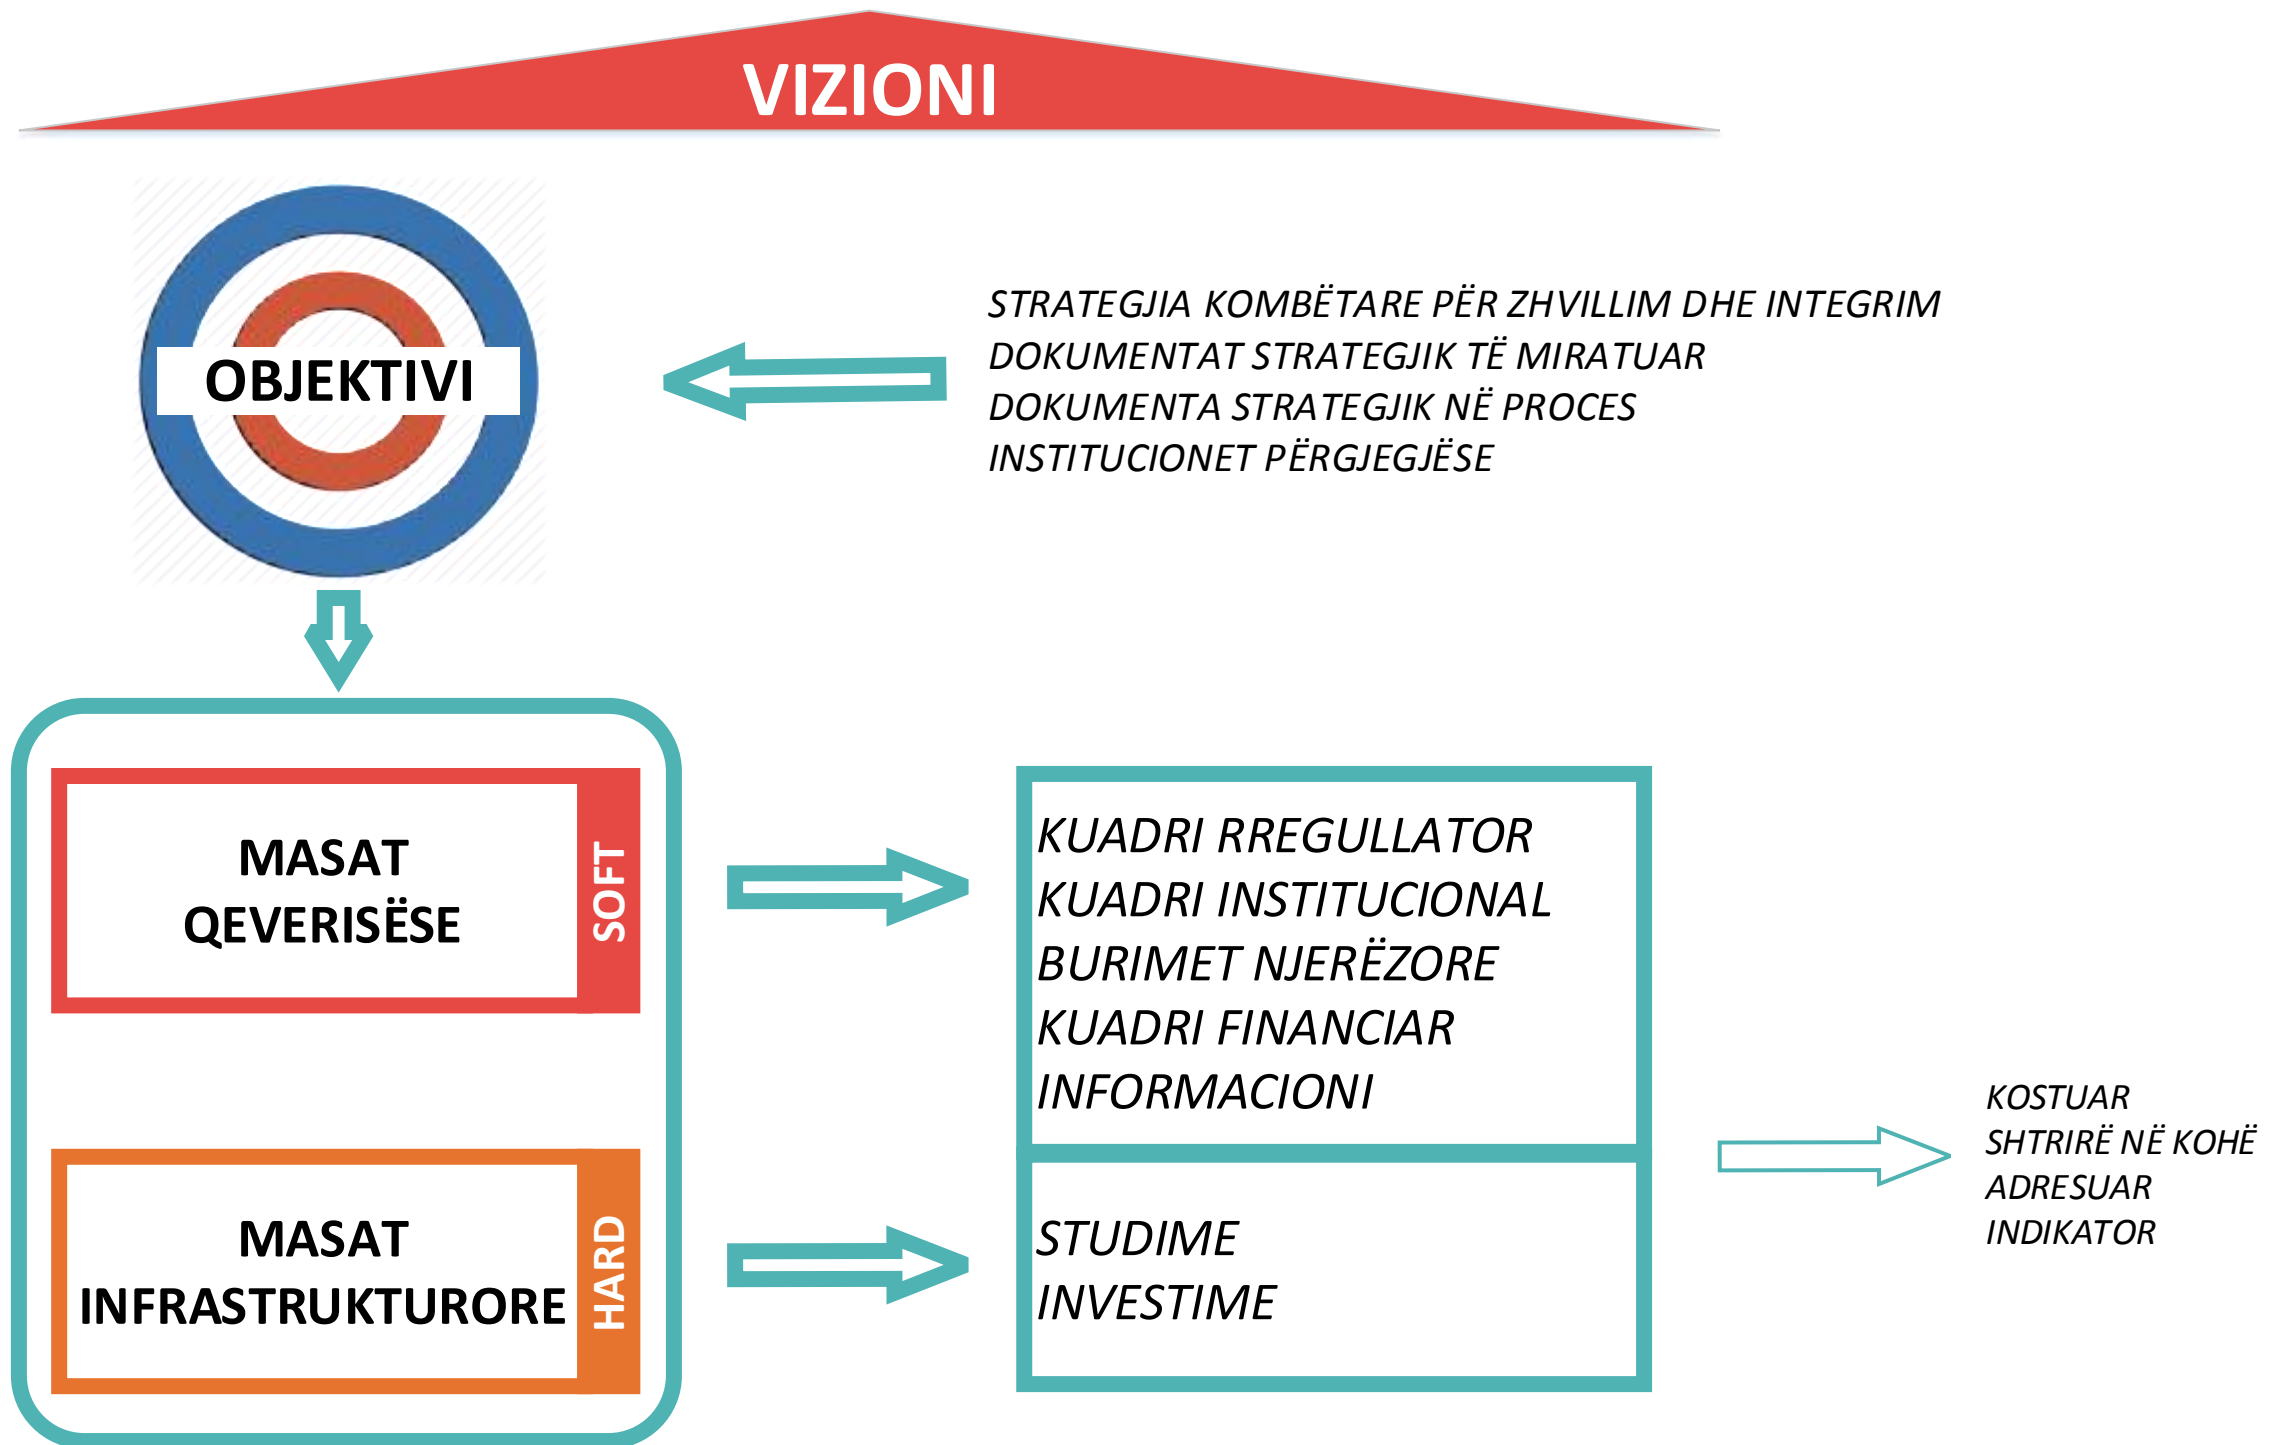 VIZIONI
OBJEKTIVI
STRATEGJIA KOMBËTARE PËR ZHVILLIM DHE INTEGRIM
DOKUMENTAT STRATEGJIK TË MIRATUAR
DOKUMENTA STRATEGJIK NË PROCES
INSTITUCIONET PËRGJEGJËSE
MASAT
QEVERISËSE
SOFT
KUADRI RREGULLATOR
KUADRI INSTITUCIONAL
BURIMET NJERËZORE
KUADRI FINANCIAR
INFORMACIONI
MASAT
INFRASTRUKTURORE
HARD
STUDIME
INVESTIME
KOSTUAR
SHTRIRË NË KOHË
ADRESUAR
INDIKATOR